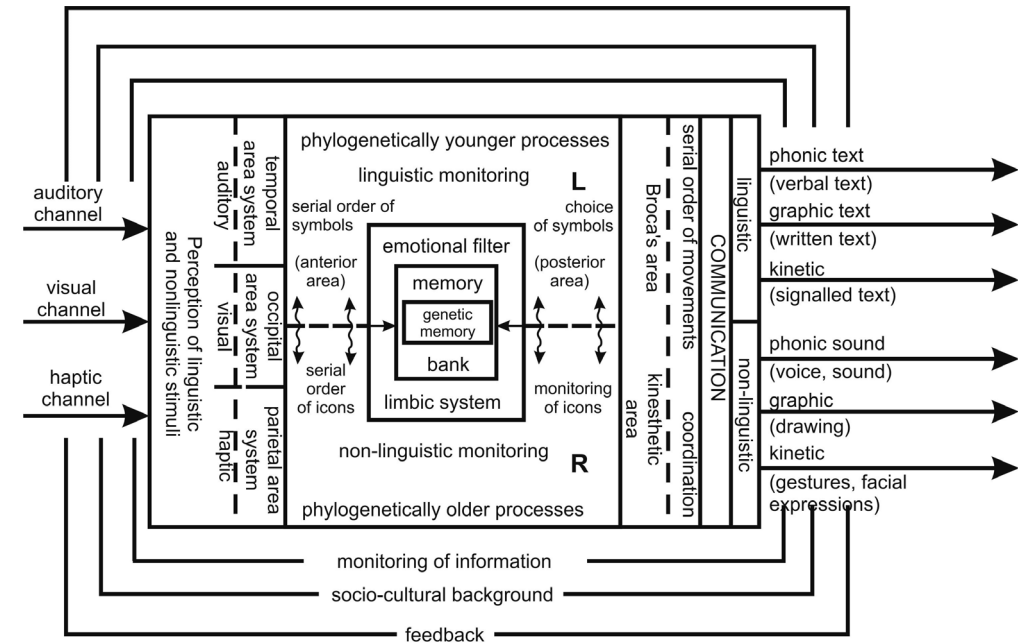 auditory
channel
visual
channel
haptic
channel
Perception of linguistic
and nonlinguistic stimuli
temporal
area system
auditory
occipital
area system
visual
parietal area
system
haptic
phylogenetically younger processes
linguistic monitoring
L
serial order of
symbols
choice
of symbols
(anterior
area)
(posterior
area)
emotional filter
memory
genetic
memory
bank
limbic system
serial
order
of icons
monitoring
of icons
non-linguistic monitoring
R
phylogenetically older processes
Broca's area
kinesthetic
area
serial order of movements
coordination
COMMUNICATION
linguistic
non-linguistic
phonic text
(verbal text)
graphic text
(written text)
kinetic
(signalled text)
phonic sound
(voice, sound)
graphic
(drawing)
kinetic
(gestures, facial
expressions)
monitoring of information
socio-cultural background
feedback